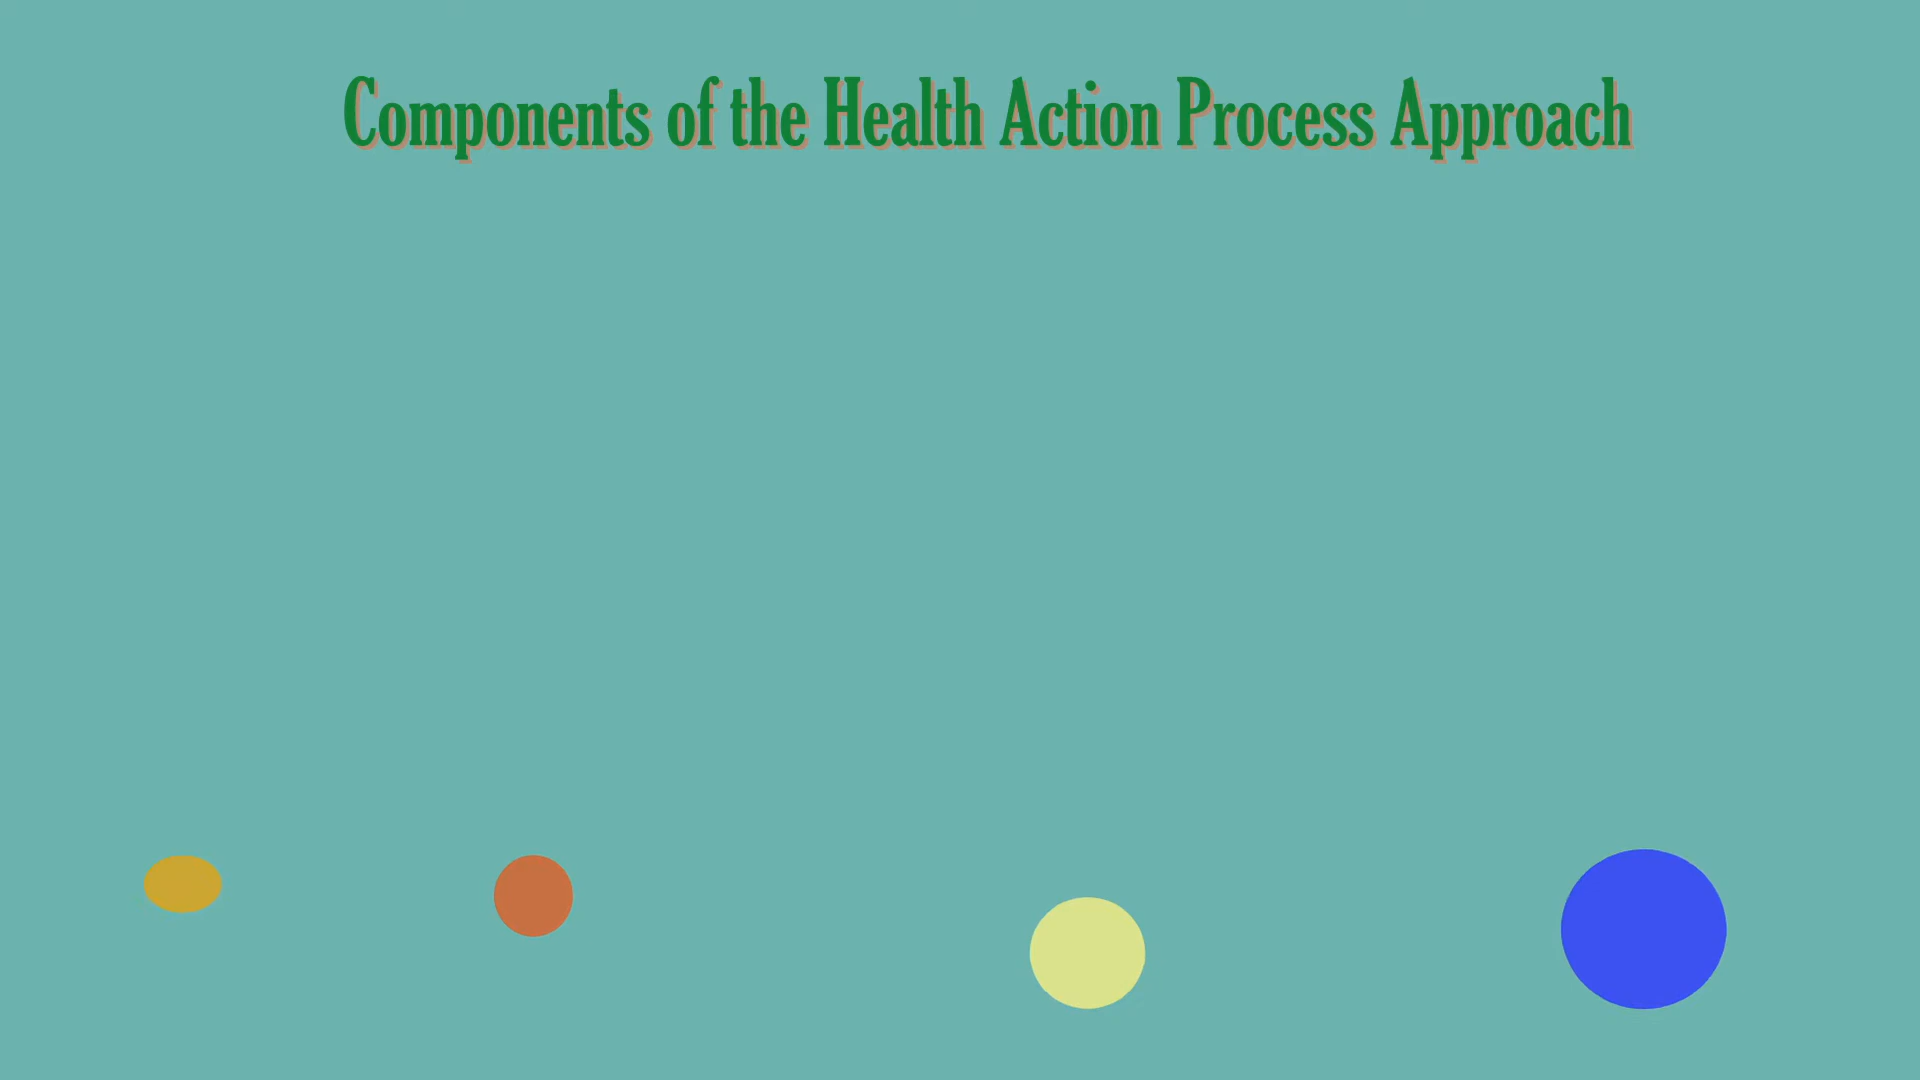 Components of the Health Action Process Approach